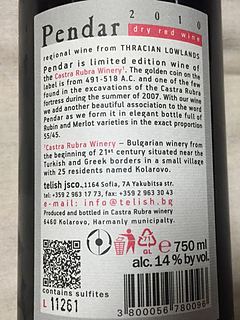 Pendar 2010
dry red wine
regional wine from THRACIAN LOWLANDS
Pendar is limited edition wine of
the Castra Rubra Winery¹. The golden coin on the
label is from 491-518 A.C. and one of the few
found in the excavations of the Castra Rubra
fortress during the summer of 2007. With our wine
we add another beautiful association to the word
Pendar as we form it in elegant bottle full of
Rubin and Merlot varieties in the exact proportion
55/45.
¹Castra Rubra Winery – Bulgarian winery from
the beginning of 21st century situated near the
Turkish and Greek borders in a small village
with 25 residents named Kolarovo.
telish jsco., 1164 Sofia, 7A Yakubitsa str.
tel: +359 2 963 17 73, fax: +359 2 963 30 43
e-mail: info@telish.bg
Produced and bottled in Castra Rubra winery
6460 Kolarovo, Harmanly municipality.
GL
e 750 ml
alc. 14 % by vol.
contains sulfites
L 11261
3 800056 780096